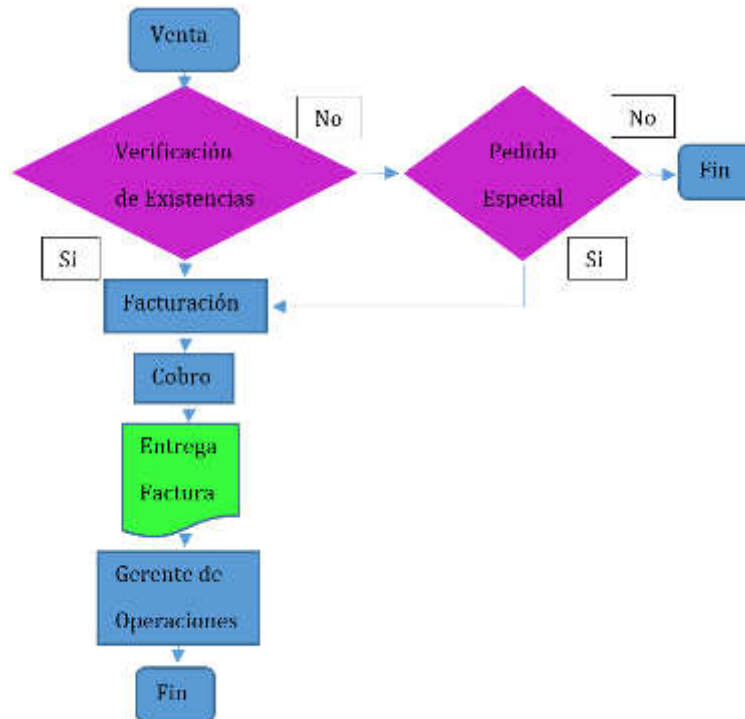 Venta
No
No
Verificación
de Existencias
Pedido
Especial
Fin
Si
Si
Facturación
Cobro
Entrega
Factura
Gerente de
Operaciones
Fin